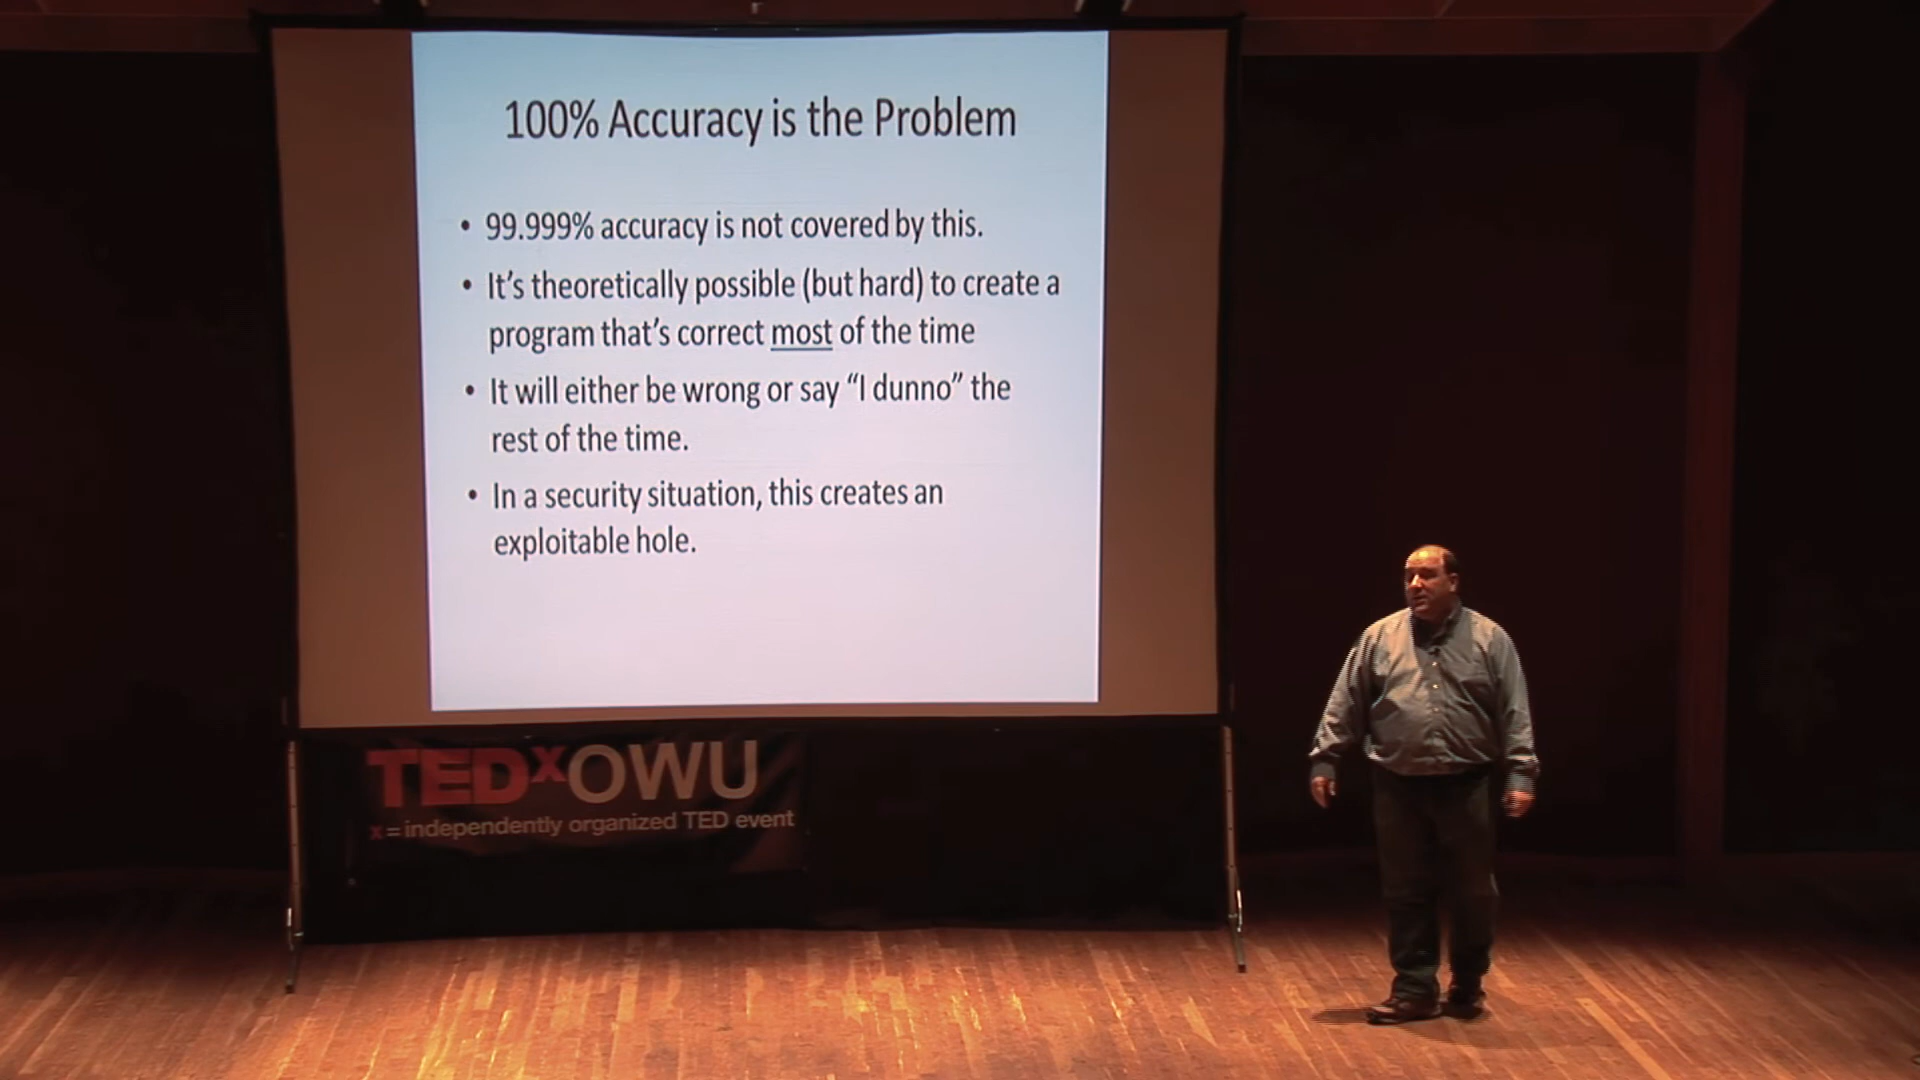 100% Accuracy is the Problem
• 99.999% accuracy is not covered by this.
• It’s theoretically possible (but hard) to create a
program that’s correct most of the time
• It will either be wrong or say “I dunno” the
rest of the time.
• In a security situation, this creates an
exploitable hole.
TEDxOWU
x = independently organized TED event